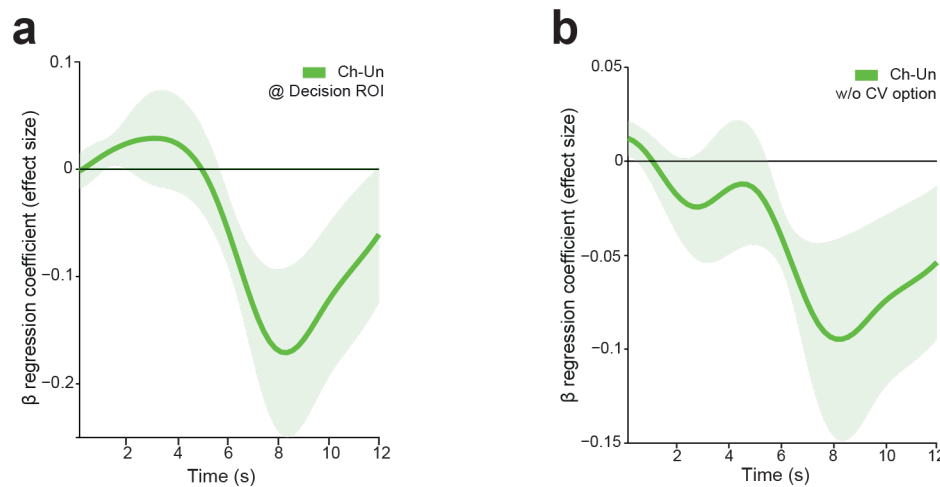 a
0.1
0
−0.1
−0.2
β regression coefficient (effect size)
Ch-Un
@ Decision ROI
2 4 6 8 10 12
Time (s)
b
0.05
0
−0.05
−0.1
−0.15
β regression coefficient (effect size)
Ch-Un
w/o CV option
2 4 6 8 10 12
Time (s)